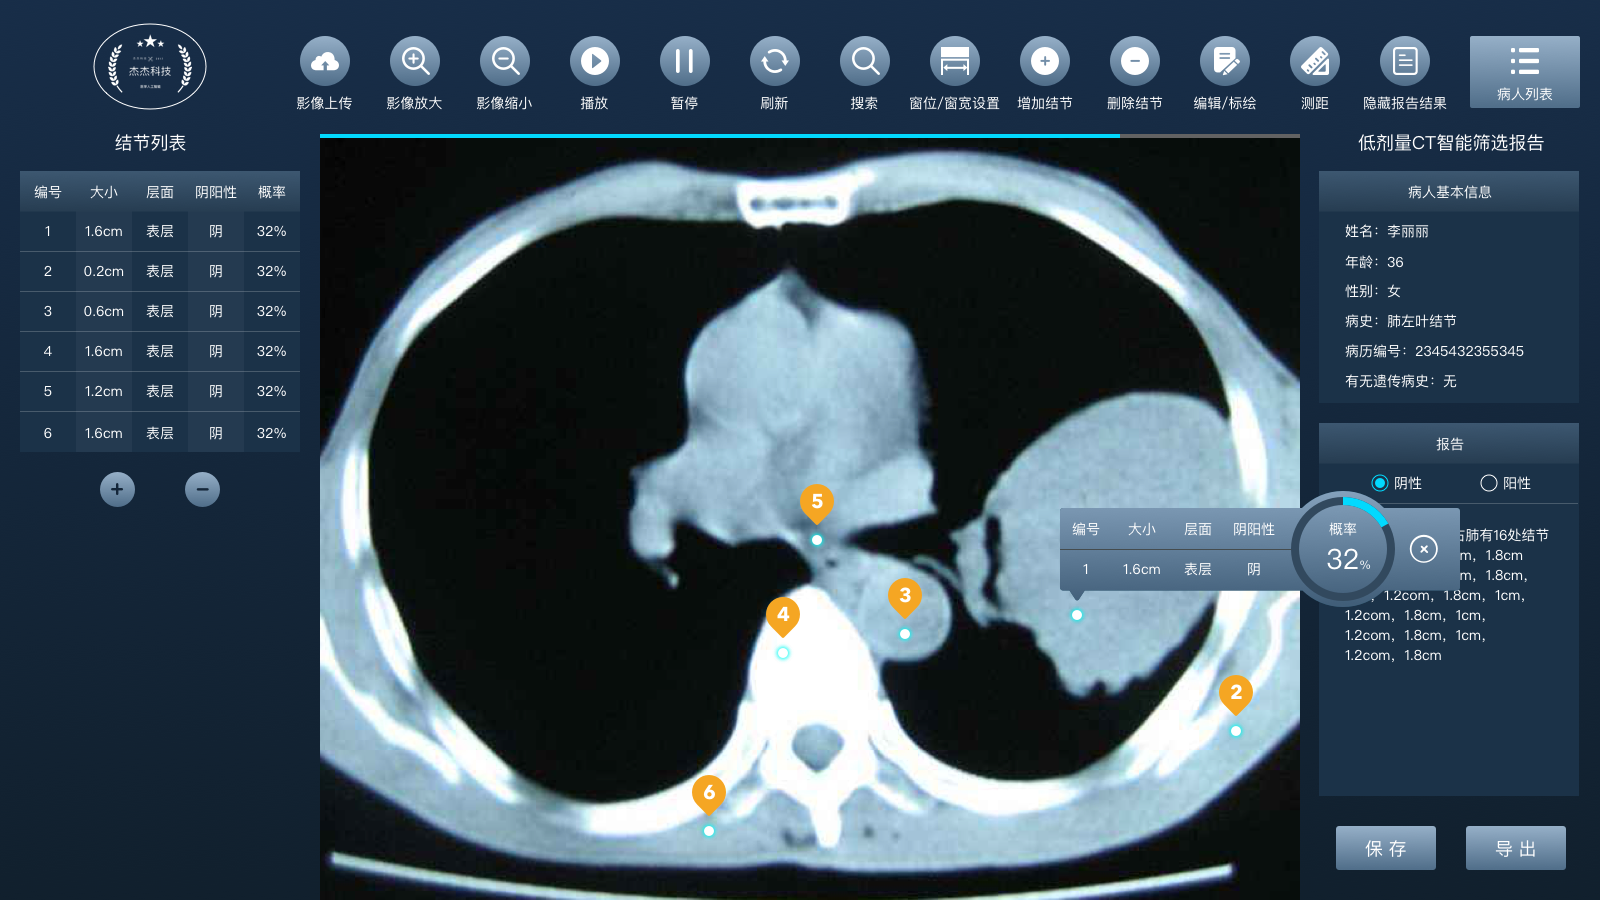 杰杰科技
影像上传
影像放大
影像缩小
播放
暂停
刷新
搜索
窗位/窗宽设置
增加结节
删除结节
编辑/标绘
测距
隐藏报告结果
病人列表
结节列表
编号 大小 层面 阴阳性 概率
1 1.6cm 表层 阴 32%
2 0.2cm 表层 阴 32%
3 0.6cm 表层 阴 32%
4 1.6cm 表层 阴 32%
5 1.2cm 表层 阴 32%
6 1.6cm 表层 阴 32%
5
3
4
2
6
编号 大小 层面 阴阳性
1 1.6cm 表层 阴
概率
32%
低剂量CT智能筛选报告
病人基本信息
姓名：李丽丽
年龄：36
性别：女
病史：肺左叶结节
病历编号：2345432355345
有无遗传病史：无
报告
阴性 阳性
右肺有16处结节
m，1.8cm
m，1.8cm，
1.2com，1.8cm，1cm，
1.2com，1.8cm，1cm，
1.2com，1.8cm，1cm，
1.2com，1.8cm
保存
导出